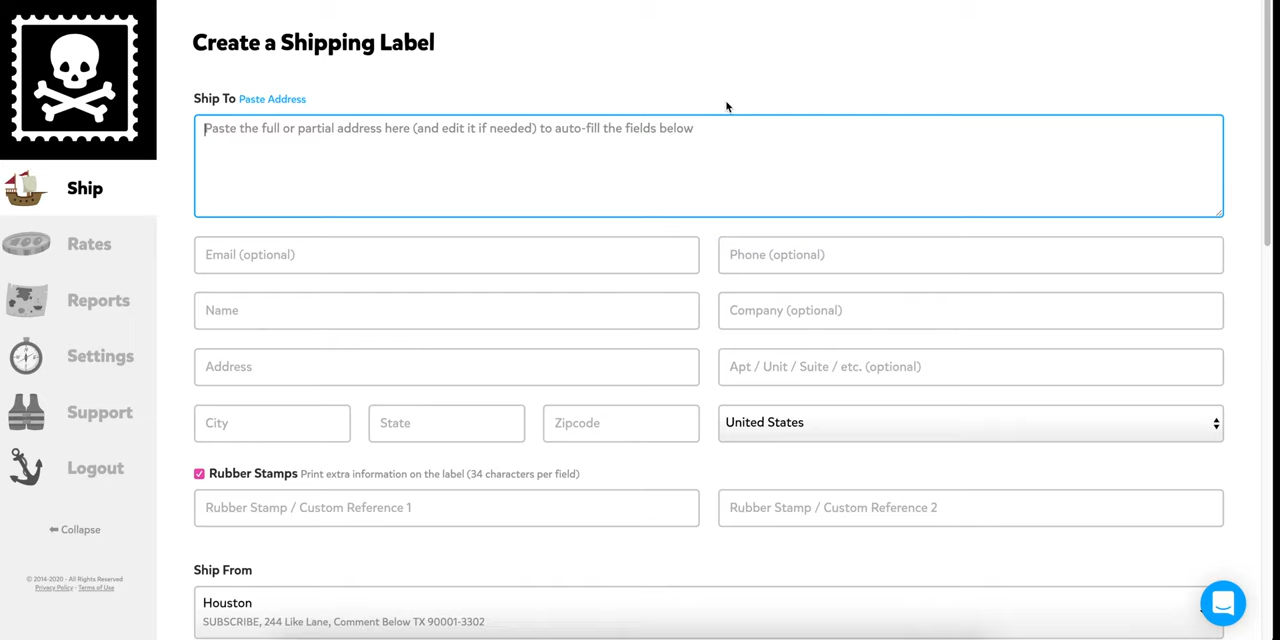 Create a Shipping Label
Ship To Paste Address
Paste the full or partial address here (and edit it if needed) to auto-fill the fields below
Ship
Rates
Reports
Settings
Support
Logout
⬅ Collapse
© 2014-2020 - All Rights Reserved
Privacy Policy - Terms of Use
Email (optional) Phone (optional)
Name Company (optional)
Address Apt / Unit / Suite / etc. (optional)
City State Zipcode United States
Rubber Stamps Print extra information on the label (34 characters per field)
Rubber Stamp / Custom Reference 1 Rubber Stamp / Custom Reference 2
Ship From
Houston
SUBSCRIBE, 244 Like Lane, Comment Below TX 90001-3302